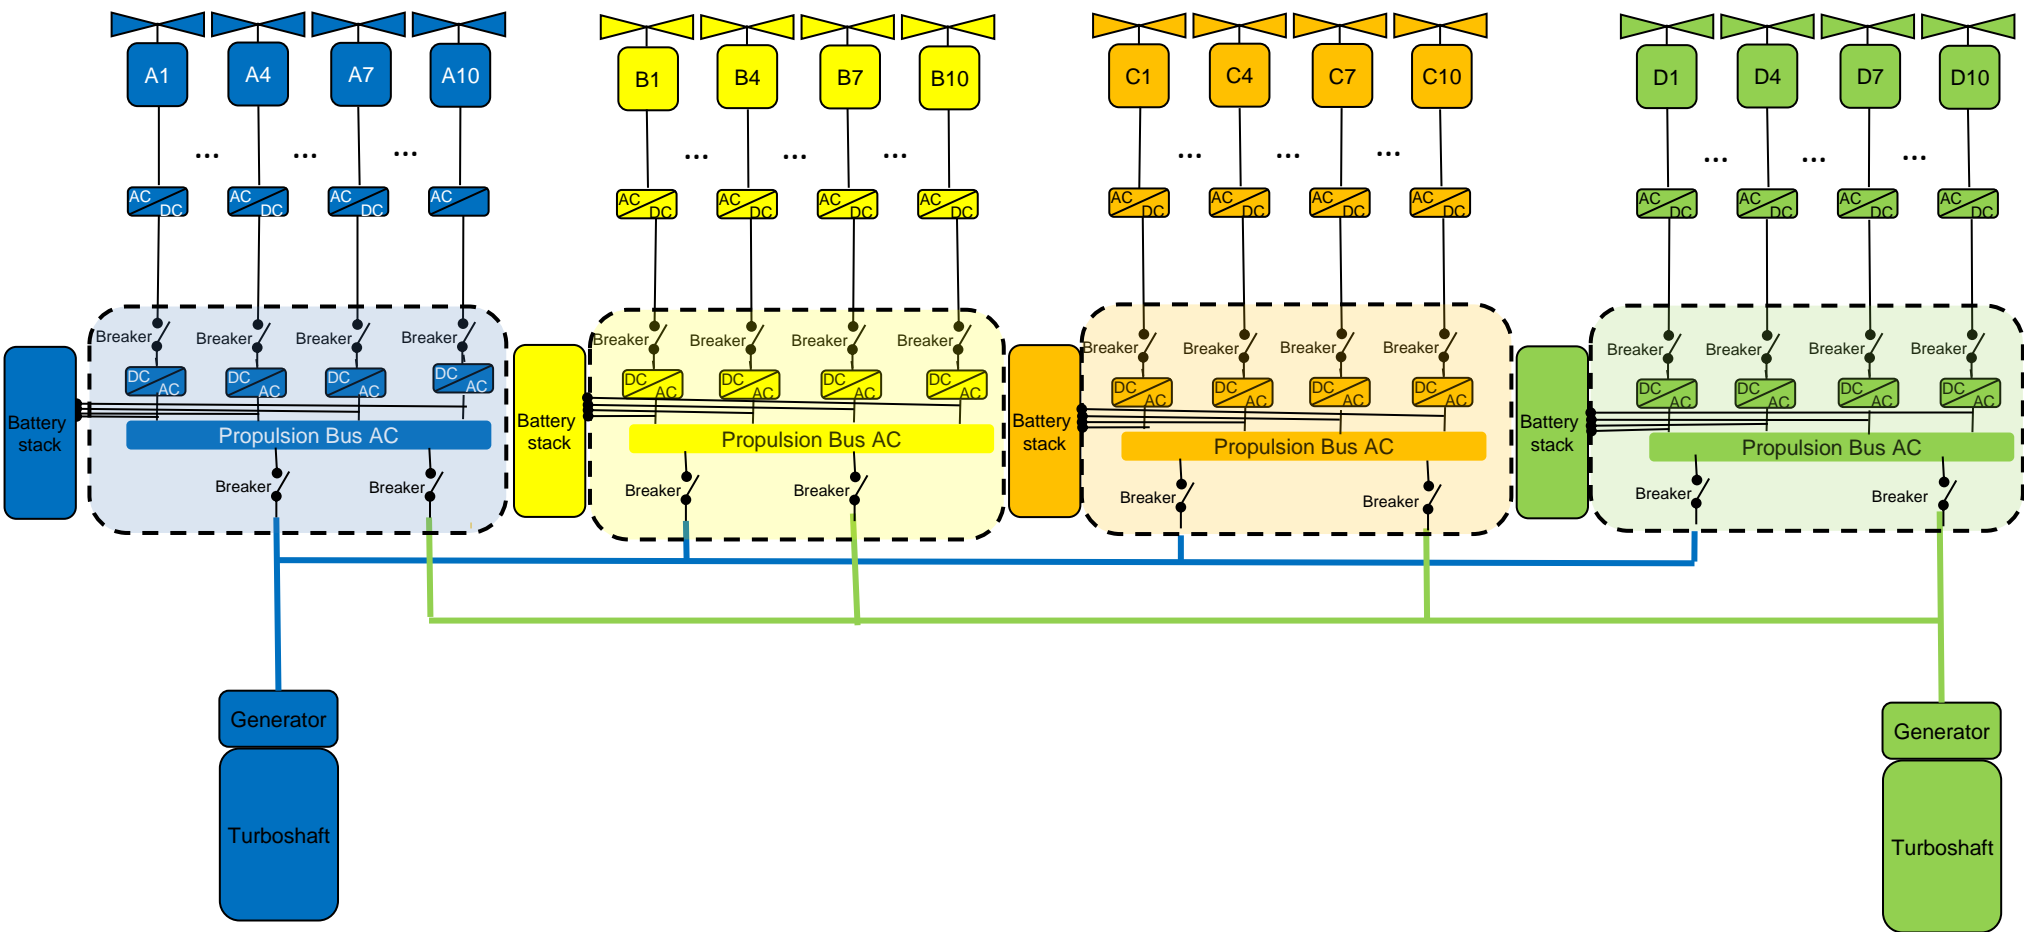 A1 A4 A7 A10 B1 B4 B7 B10 C1 C4 C7 C10 D1 D4 D7 D10
... ... ... ... ... ... ... ... ... ... ... ...
AC DC AC DC AC DC AC AC DC AC DC AC DC AC DC AC DC AC DC AC DC AC DC AC DC AC DC AC DC AC DC
Breaker Breaker Breaker Breaker Breaker Breaker Breaker Breaker Breaker Breaker Breaker Breaker Breaker Breaker Breaker Breaker
DC AC DC AC DC AC DC AC DC AC DC AC DC AC DC AC DC AC DC AC DC AC DC AC DC AC DC AC DC AC DC AC
Battery stack
Propulsion Bus AC
Battery stack
Propulsion Bus AC
Battery stack
Propulsion Bus AC
Battery stack
Propulsion Bus AC
Breaker Breaker Breaker Breaker Breaker Breaker Breaker Breaker
Generator
Generator
Turboshaft
Turboshaft